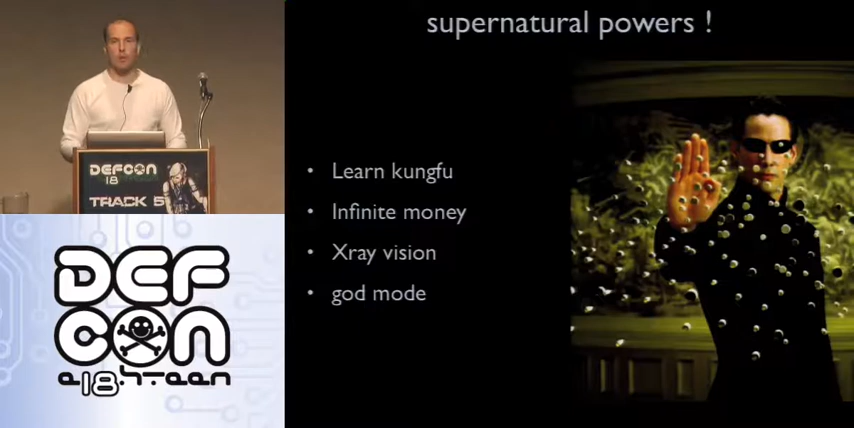 supernatural powers !
• Learn kungfu
• Infinite money
• Xray vision
• god mode
DEFCON
18
TRACK 5
DEF
CON
e18hteen